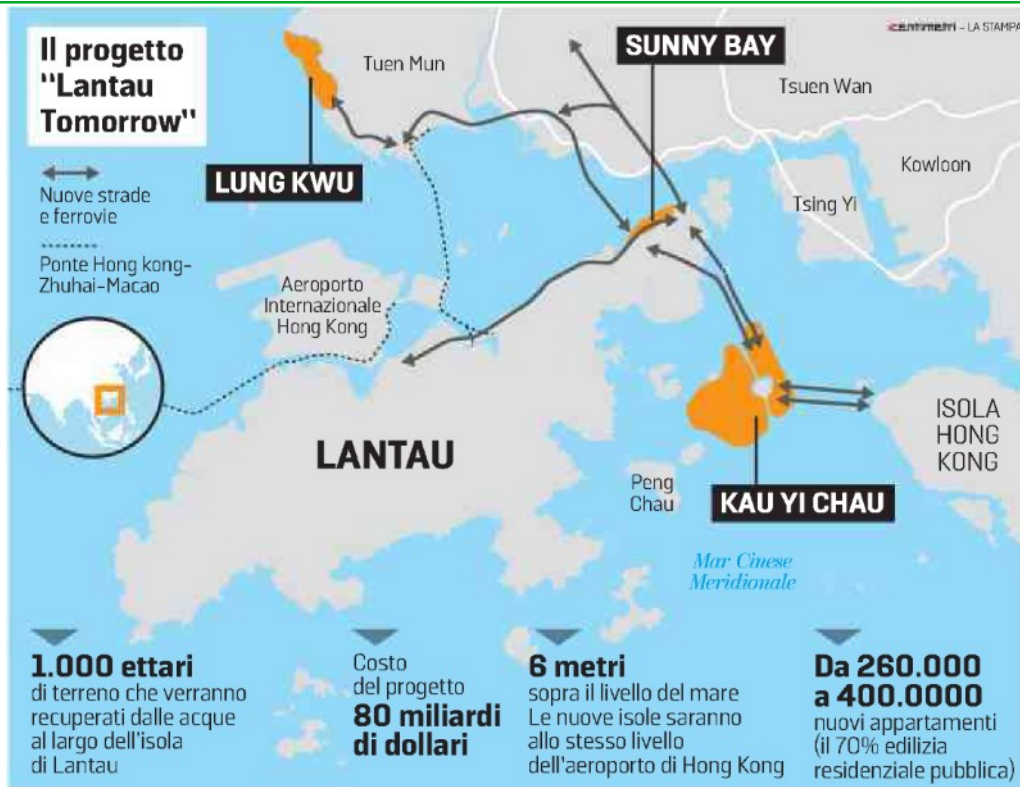 Il progetto
"Lantau
Tomorrow"
Nuove strade
e ferrovie
Ponte Hong kong-
Zhuhai-Macao
centimetri - LA STAMPA
SUNNY BAY
Tuen Mun
Tsuen Wan
LUNG KWU
Kowloon
Tsing Yi
Aeroporto
Internazionale
Hong Kong
LANTAU
ISOLA
HONG
KONG
Peng
Chau
KAU YI CHAU
Mar Cinese
Meridionale
1.000 ettari
di terreno che verranno
recuperati dalle acque
al largo dell'isola
di Lantau
Costo
del progetto
80 miliardi
di dollari
6 metri
sopra il livello del mare
Le nuove isole saranno
allo stesso livello
dell'aeroporto di Hong Kong
Da 260.000
a 400.0000
nuovi appartamenti
(il 70% edilizia
residenziale pubblica)